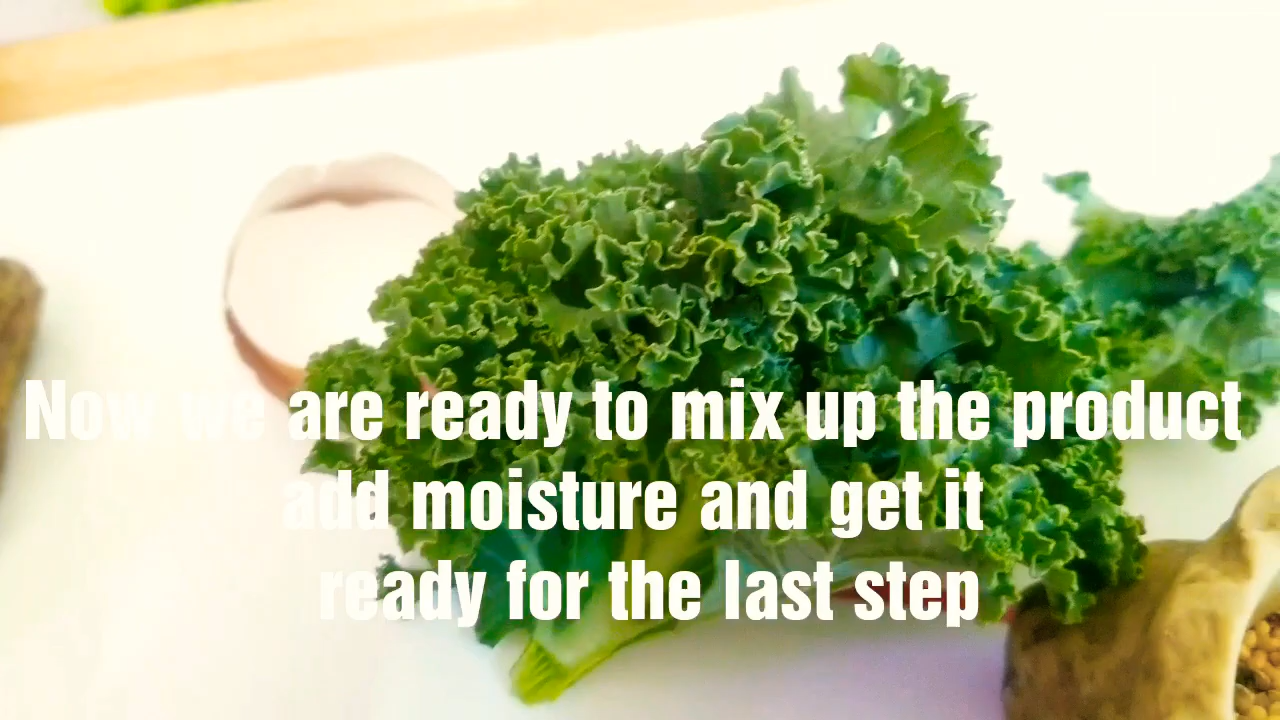 Now we are ready to mix up the product
add moisture and get it
ready for the last step